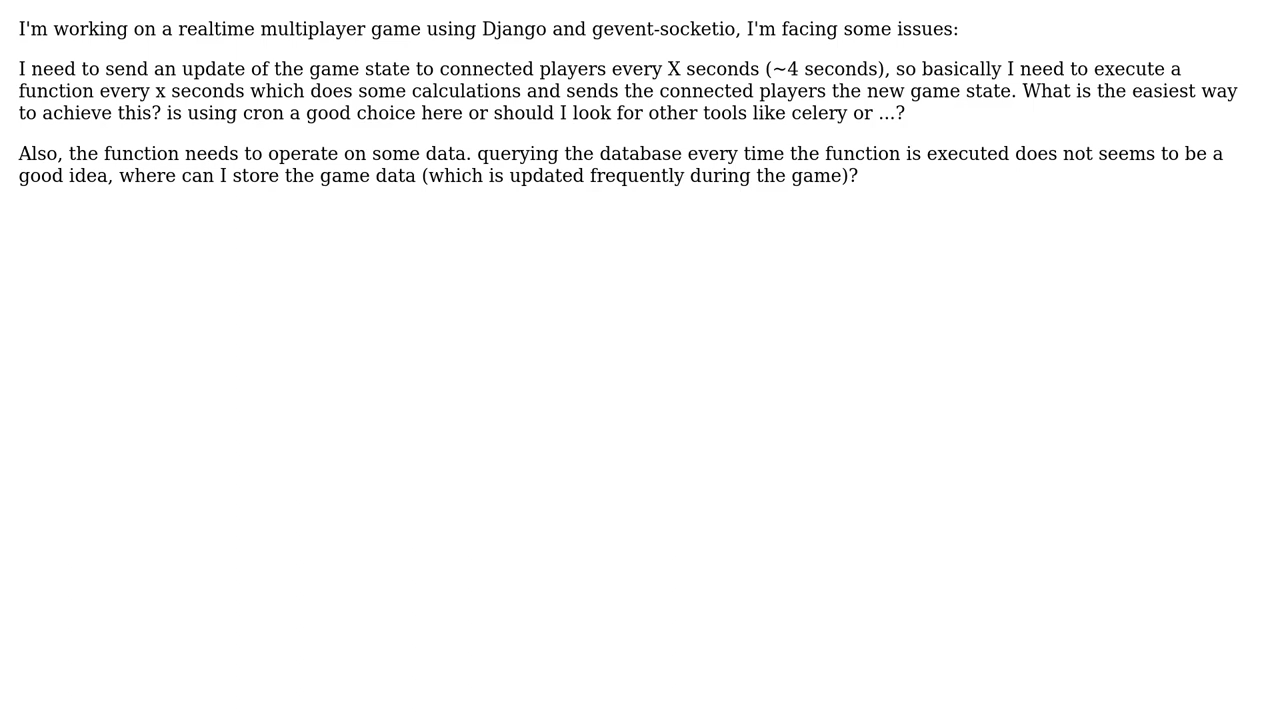 I'm working on a realtime multiplayer game using Django and gevent-socketio, I'm facing some issues:
I need to send an update of the game state to connected players every X seconds (~4 seconds), so basically I need to execute a
function every x seconds which does some calculations and sends the connected players the new game state. What is the easiest way
to achieve this? is using cron a good choice here or should I look for other tools like celery or ...?
Also, the function needs to operate on some data. querying the database every time the function is executed does not seems to be a
good idea, where can I store the game data (which is updated frequently during the game)?